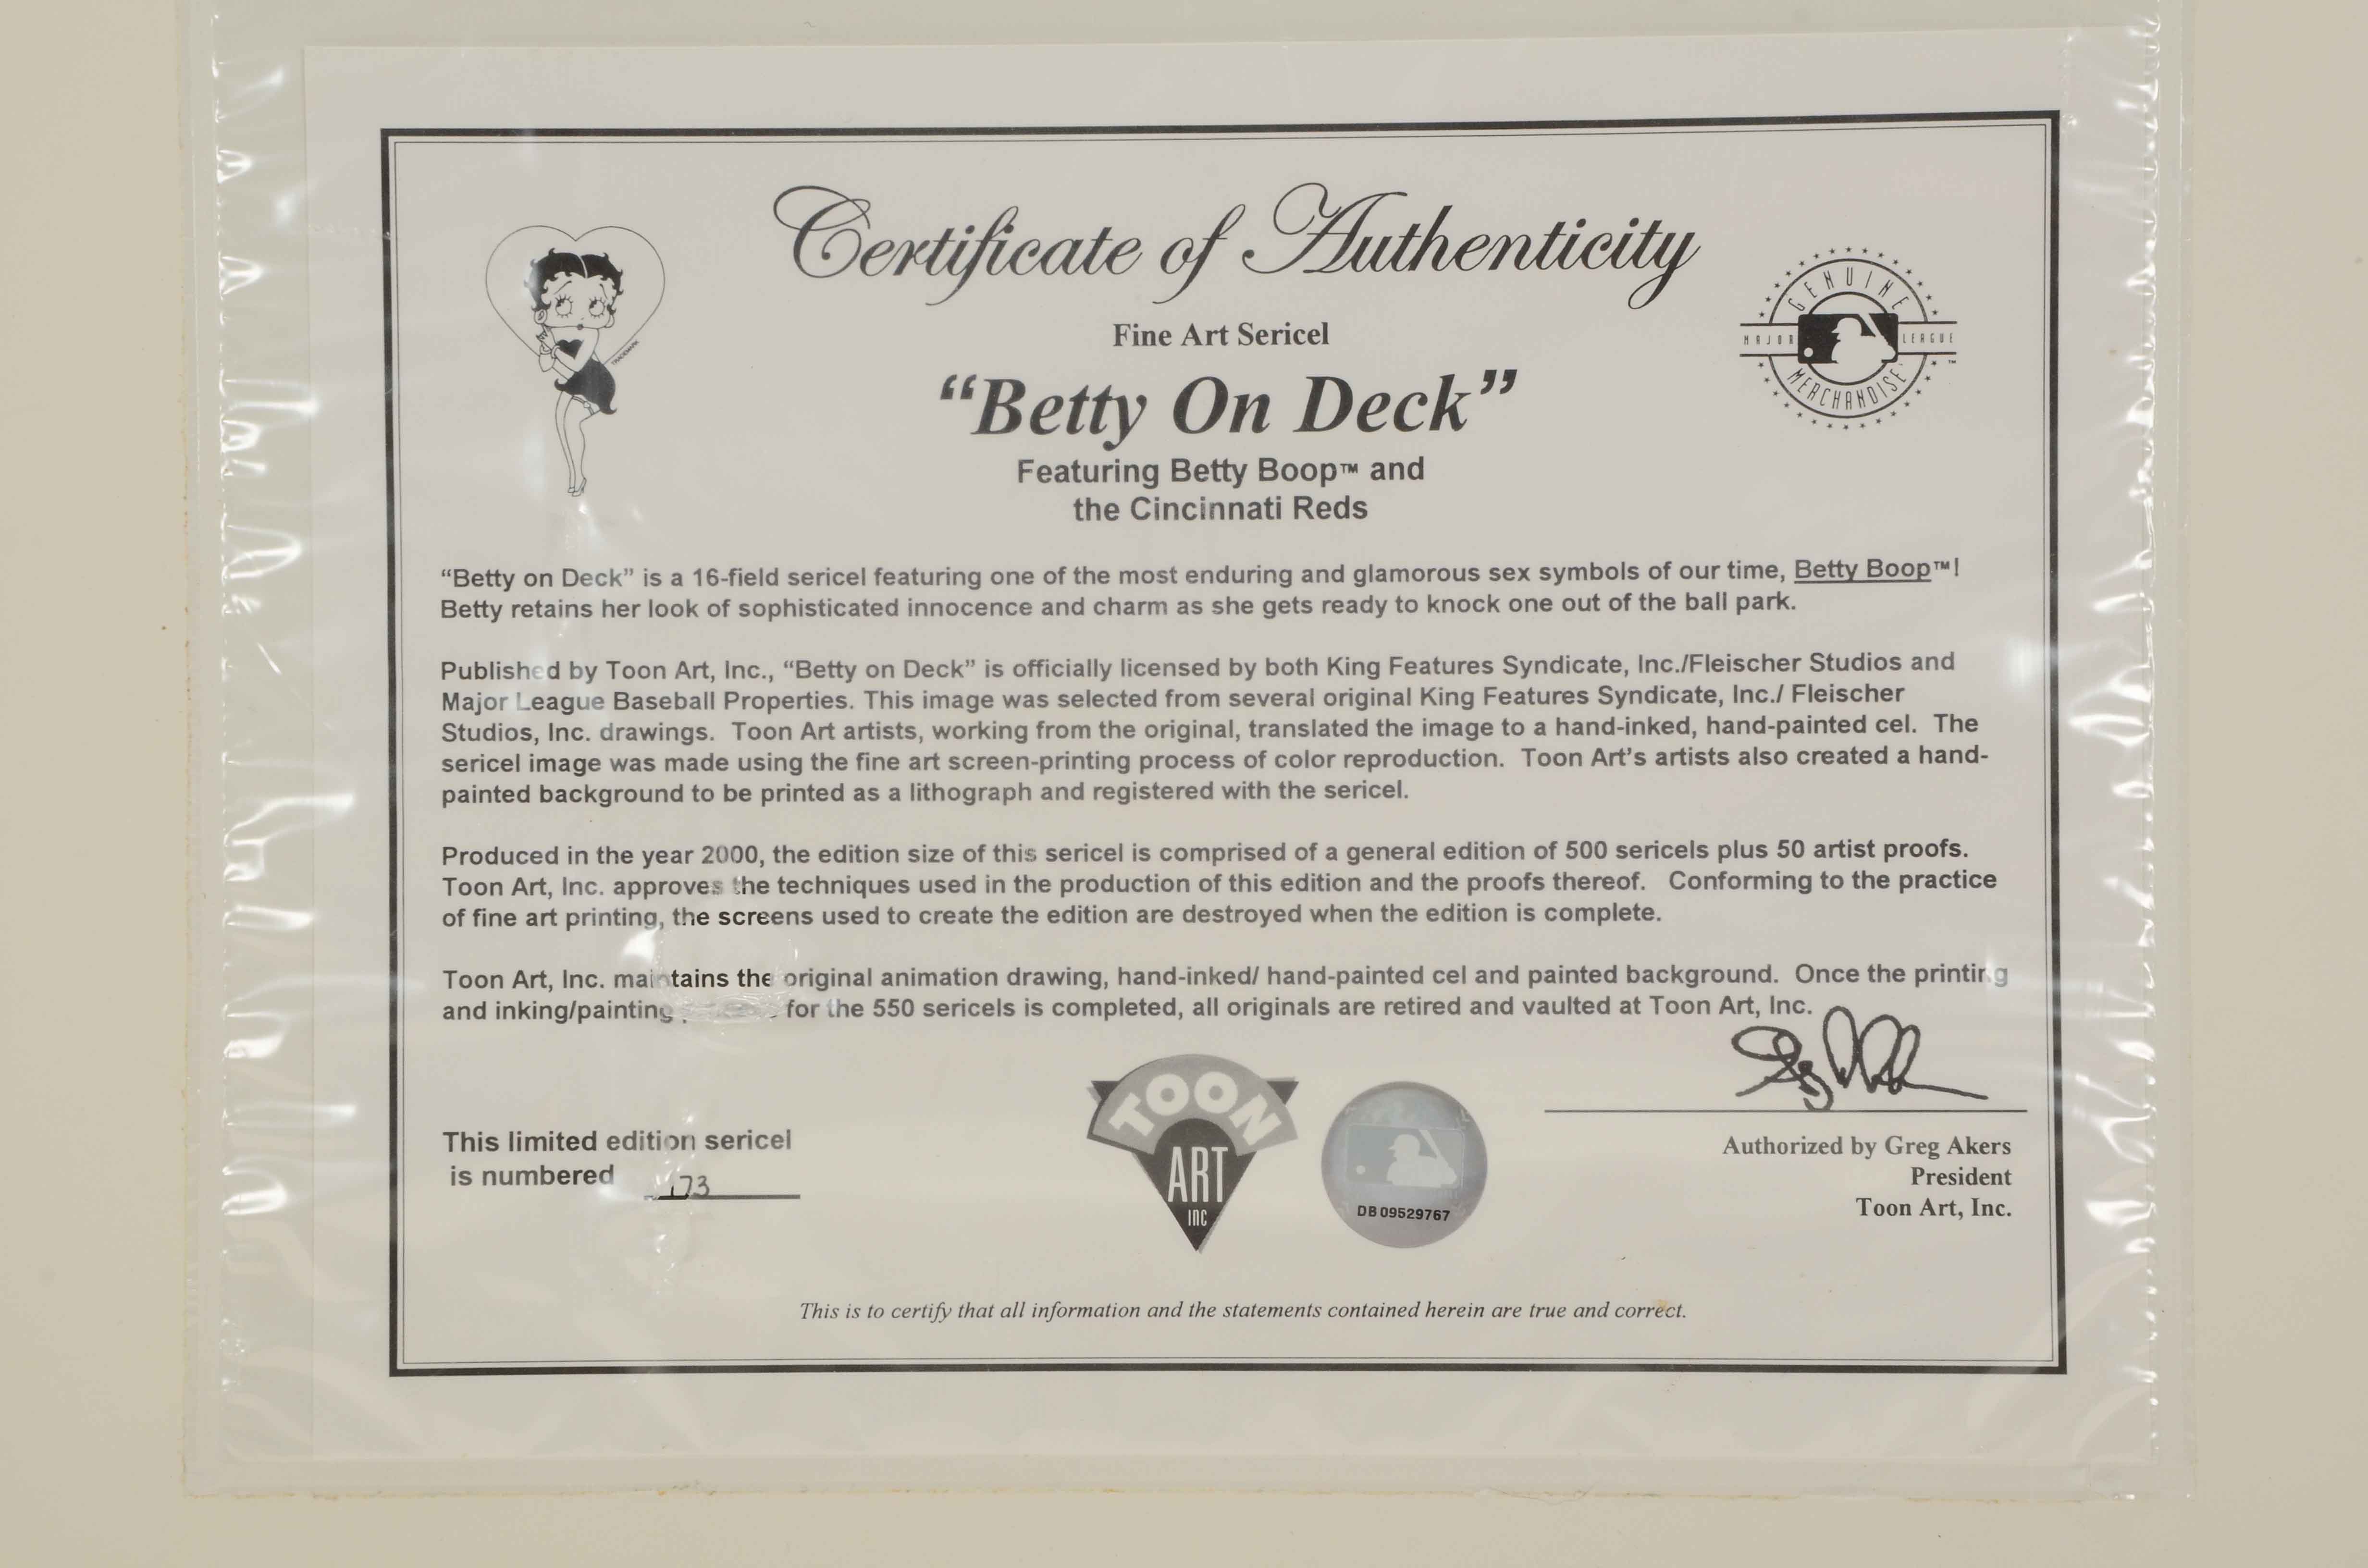 Certificate of Authenticity
TRADEMARK
GENUINE
MAJOR LEAGUE
MERCHANDISE
™
Fine Art Sericel
“Betty On Deck”
Featuring Betty Boop™ and
the Cincinnati Reds
“Betty on Deck” is a 16-field sericel featuring one of the most enduring and glamorous sex symbols of our time, Betty Boop™!
Betty retains her look of sophisticated innocence and charm as she gets ready to knock one out of the ball park.
Published by Toon Art, Inc., “Betty on Deck” is officially licensed by both King Features Syndicate, Inc./Fleischer Studios and
Major League Baseball Properties. This image was selected from several original King Features Syndicate, Inc./ Fleischer
Studios, Inc. drawings. Toon Art artists, working from the original, translated the image to a hand-inked, hand-painted cel. The
sericel image was made using the fine art screen-printing process of color reproduction. Toon Art’s artists also created a hand-
painted background to be printed as a lithograph and registered with the sericel.
Produced in the year 2000, the edition size of this sericel is comprised of a general edition of 500 sericels plus 50 artist proofs.
Toon Art, Inc. approves the techniques used in the production of this edition and the proofs thereof. Conforming to the practice
of fine art printing, the screens used to create the edition are destroyed when the edition is complete.
Toon Art, Inc. maintains the original animation drawing, hand-inked/ hand-painted cel and painted background. Once the printing
and inking/painting for the 550 sericels is completed, all originals are retired and vaulted at Toon Art, Inc.
This limited edition sericel
is numbered
TOON
ART
INC
DB09529767
Authorized by Greg Akers
President
Toon Art, Inc.
This is to certify that all information and the statements contained herein are true and correct.